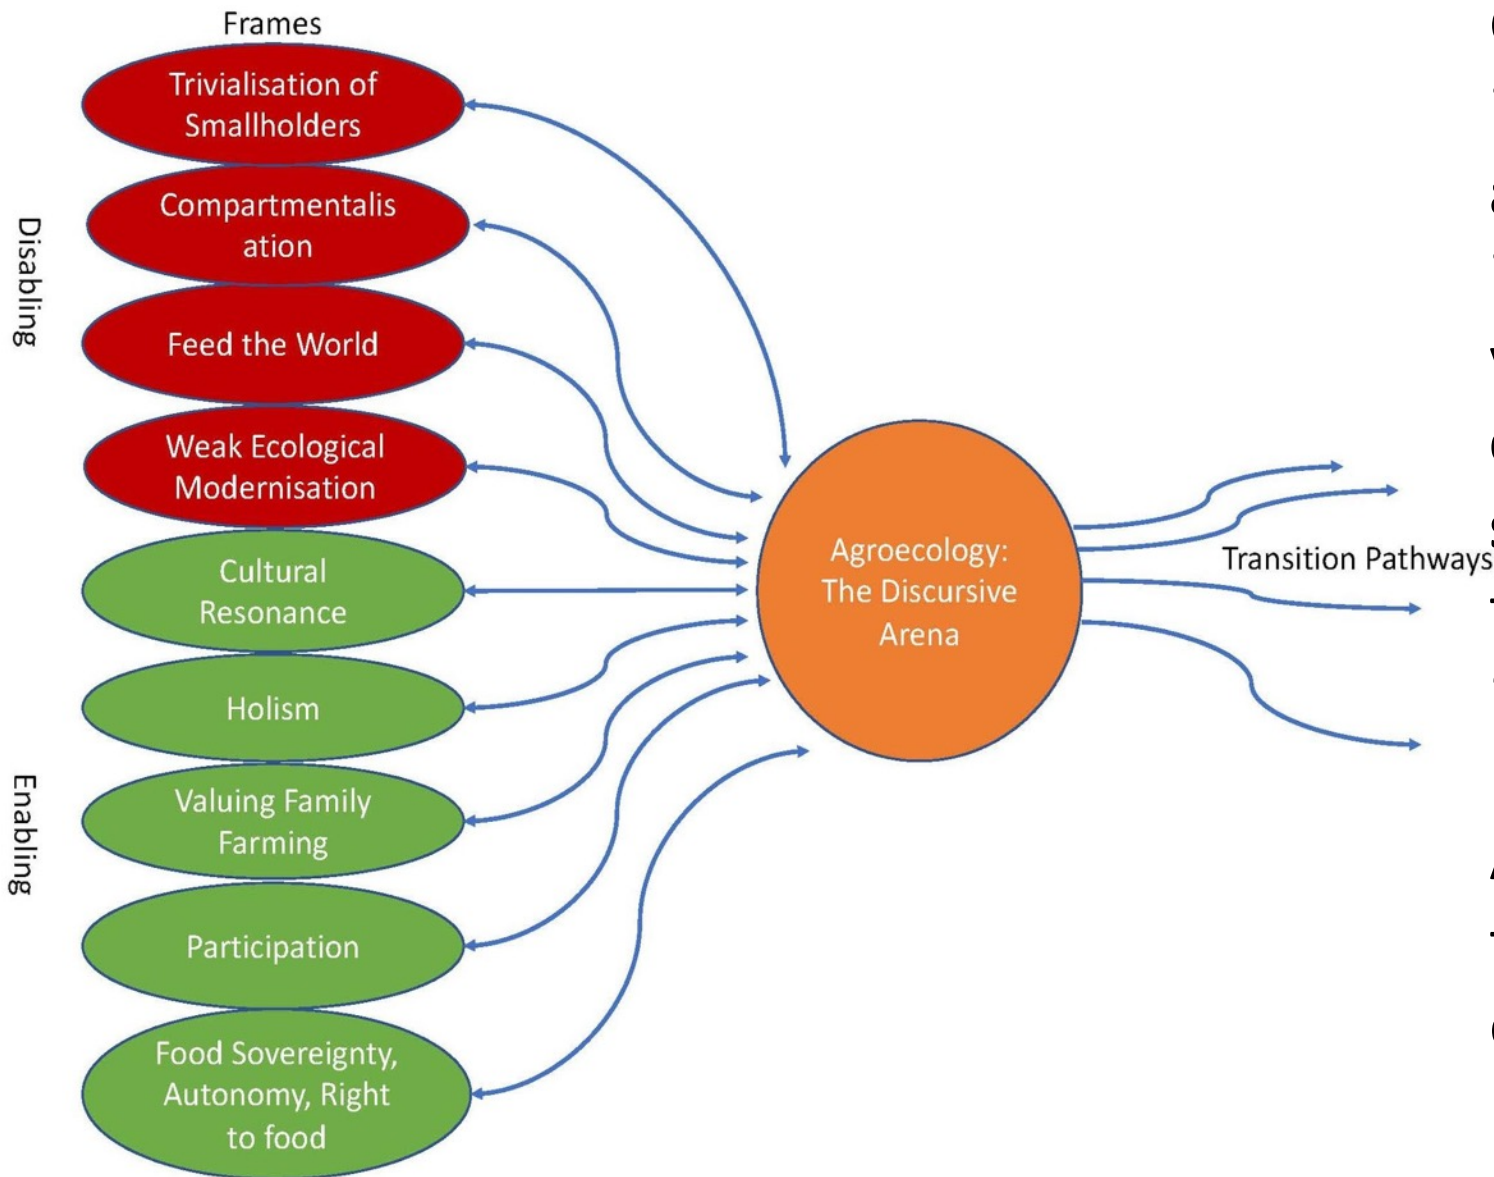 Frames
Trivialisation of
Smallholders
Compartmentalis
ation
Feed the World
Weak Ecological
Modernisation
Cultural
Resonance
Holism
Valuing Family
Farming
Participation
Food Sovereignty,
Autonomy, Right
to food
Disabling
Enabling
Agroecology:
The Discursive
Arena
Transition Pathways